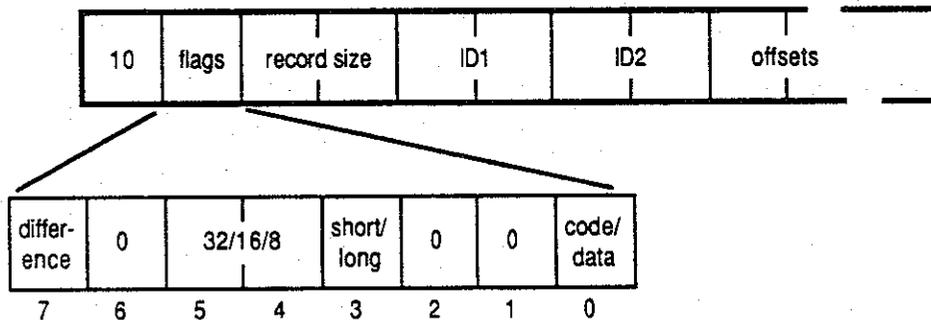 10 flags record size ID1 ID2 offsets
differ-
ence 0 32/16/8 short/
long 0 0 code/
data
7 6 5 4 3 2 1 0